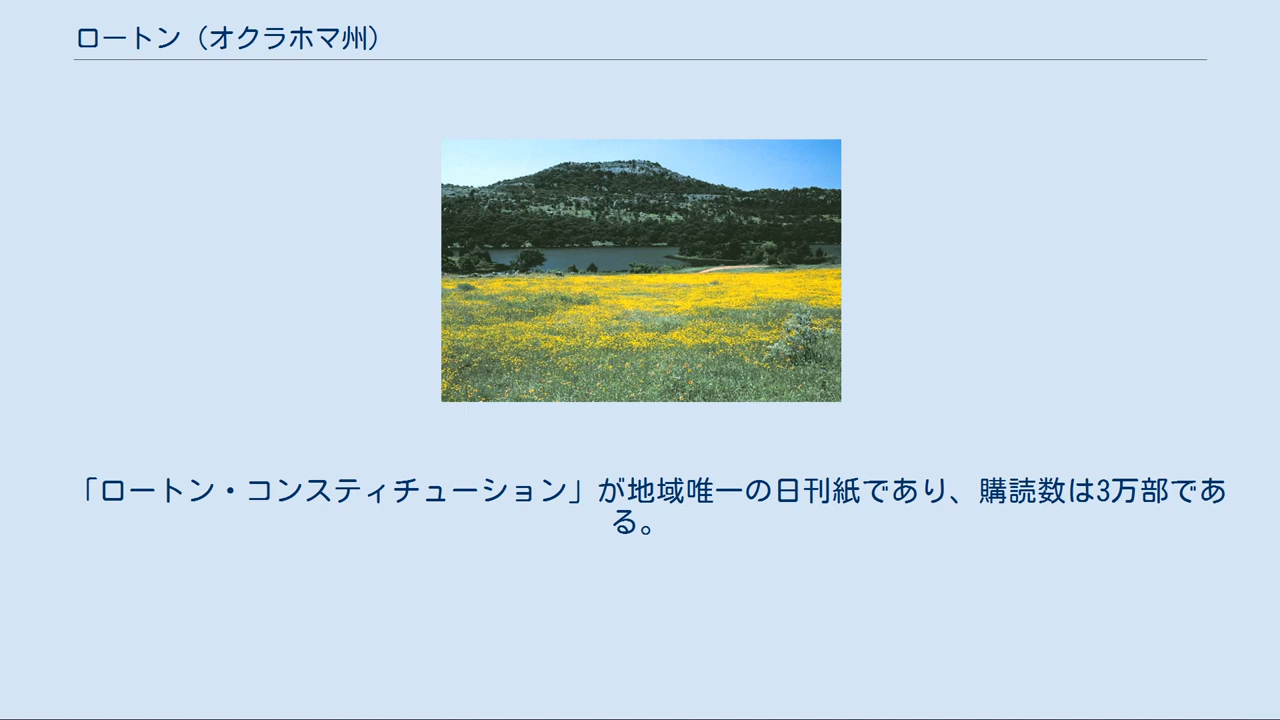 ロートン（オクラホマ州）
「ロートン・コンスティチューション」が地域唯一の日刊紙であり、購読数は3万部であ
る。